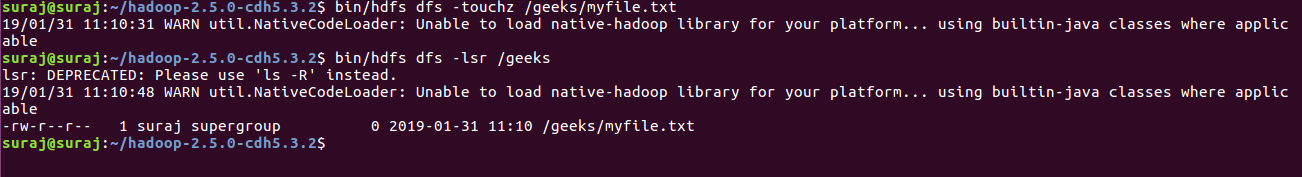 suraj@suraj:~/hadoop-2.5.0-cdh5.3.2$ bin/hdfs dfs -touchz /geeks/myfile.txt
19/01/31 11:10:31 WARN util.NativeCodeLoader: Unable to load native-hadoop library for your platform... using builtin-java classes where applic
able
suraj@suraj:~/hadoop-2.5.0-cdh5.3.2$ bin/hdfs dfs -lsr /geeks
lsr: DEPRECATED: Please use 'ls -R' instead.
19/01/31 11:10:48 WARN util.NativeCodeLoader: Unable to load native-hadoop library for your platform... using builtin-java classes where applic
able
-rw-r--r--   1 suraj supergroup          0 2019-01-31 11:10 /geeks/myfile.txt
suraj@suraj:~/hadoop-2.5.0-cdh5.3.2$